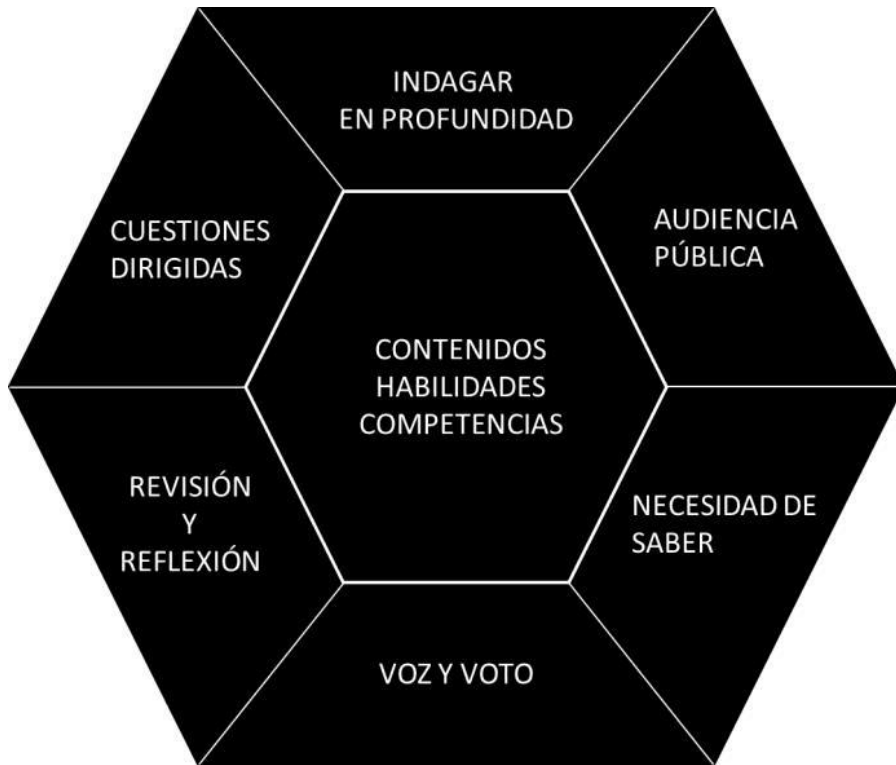 INDAGAR
EN PROFUNDIDAD
CUESTIONES
DIRIGIDAS
AUDIENCIA
PÚBLICA
CONTENIDOS
HABILIDADES
COMPETENCIAS
REVISIÓN
Y
REFLEXIÓN
NECESIDAD DE
SABER
VOZ Y VOTO